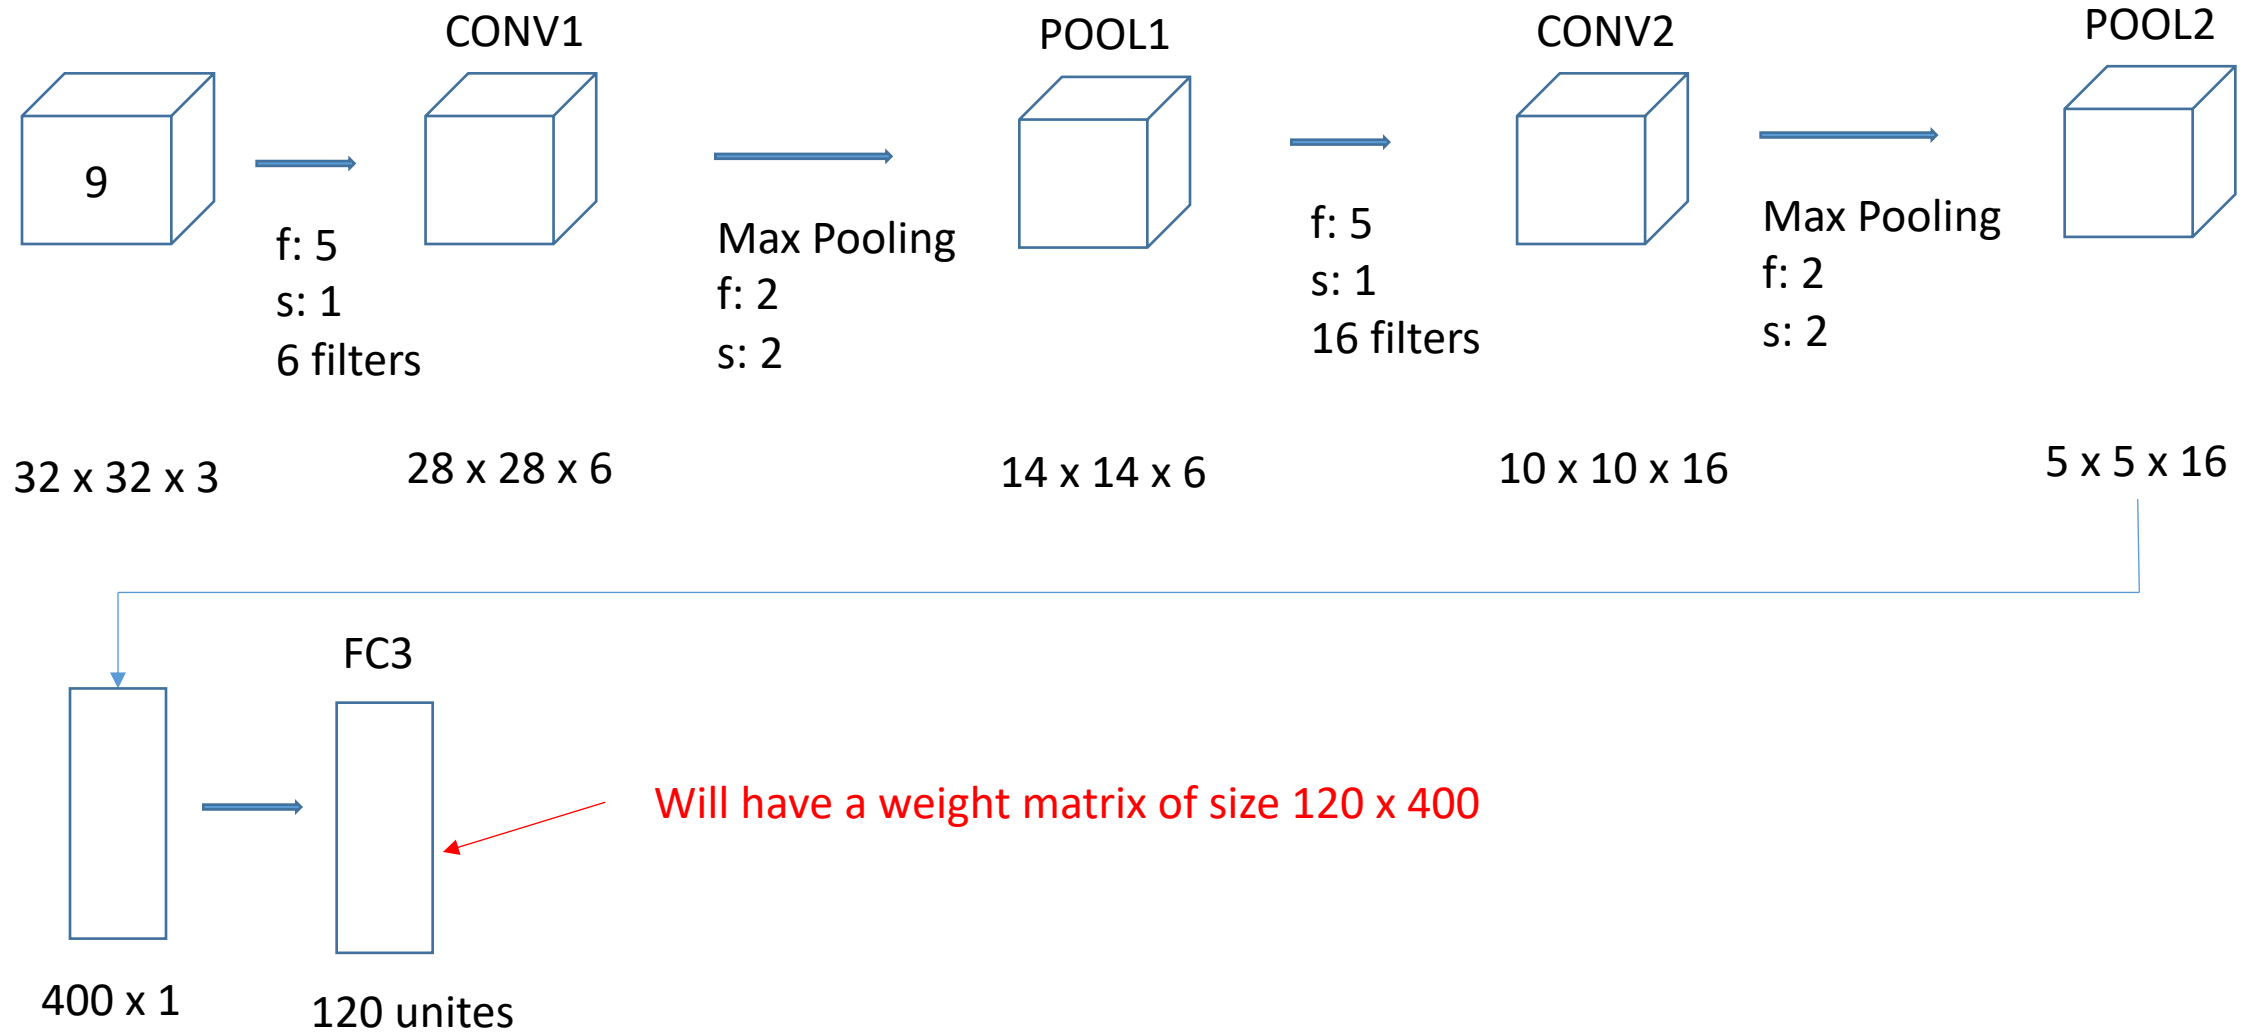 CONV1
POOL1
CONV2
POOL2
9
f: 5
s: 1
6 filters
Max Pooling
f: 2
s: 2
f: 5
s: 1
16 filters
Max Pooling
f: 2
s: 2
32 x 32 x 3
28 x 28 x 6
14 x 14 x 6
10 x 10 x 16
5 x 5 x 16
FC3
Will have a weight matrix of size 120 x 400
400 x 1
120 unites